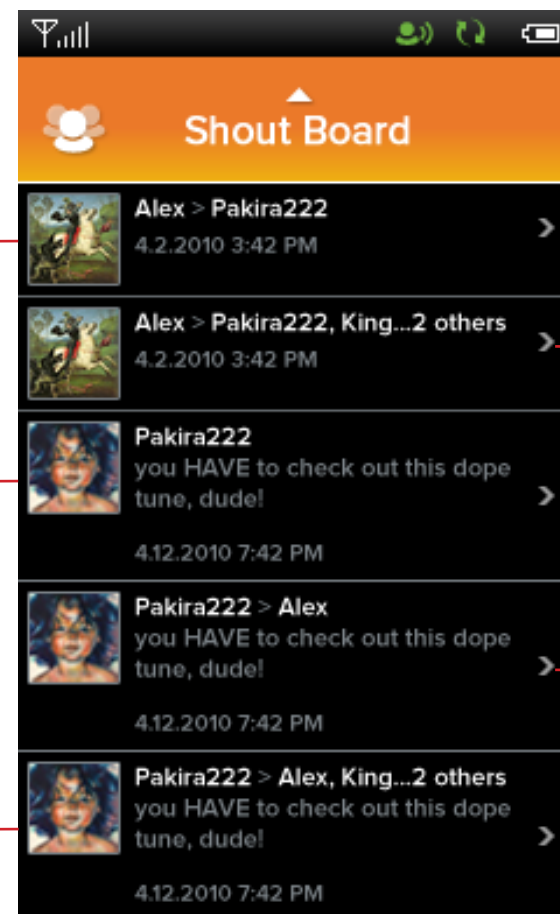 Shout Board
Alex > Pakira222
4.2.2010 3:42 PM
Alex > Pakira222, King...2 others
4.2.2010 3:42 PM
Pakira222
you HAVE to check out this dope
tune, dude!
4.12.2010 7:42 PM
Pakira222 > Alex
you HAVE to check out this dope
tune, dude!
4.12.2010 7:42 PM
Pakira222 > Alex, King...2 others
you HAVE to check out this dope
tune, dude!
4.12.2010 7:42 PM